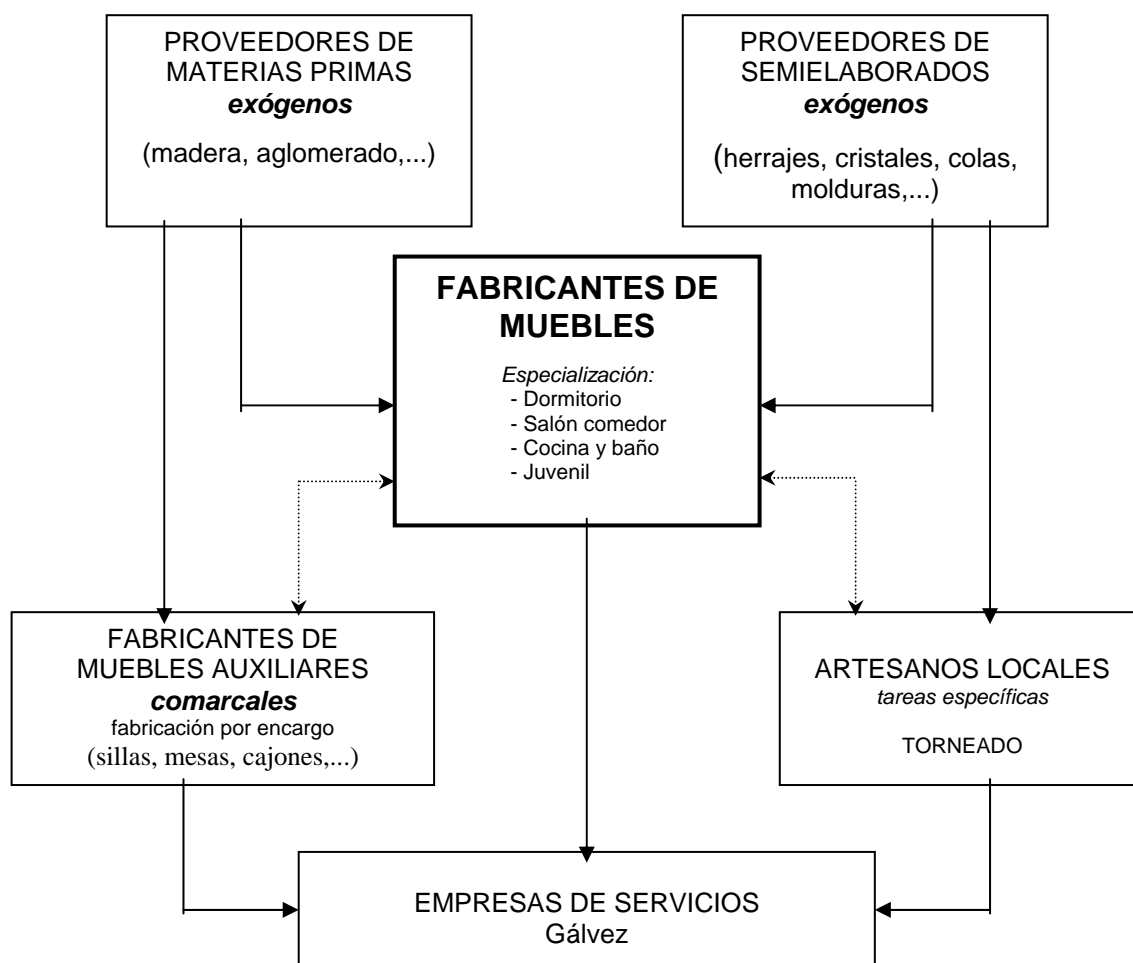 PROVEEDORES DE
MATERIAS PRIMAS
exógenos
(madera, aglomerado,...)
PROVEEDORES DE
SEMIELABORADOS
exógenos
(herrajes, cristales, colas,
molduras,...)
FABRICANTES DE
MUEBLES
Especialización:
- Dormitorio
- Salón comedor
- Cocina y baño
- Juvenil
FABRICANTES DE
MUEBLES AUXILIARES
comarcales
fabricación por encargo
(sillas, mesas, cajones,...)
ARTESANOS LOCALES
tareas específicas
TORNEADO
EMPRESAS DE SERVICIOS
Gálvez